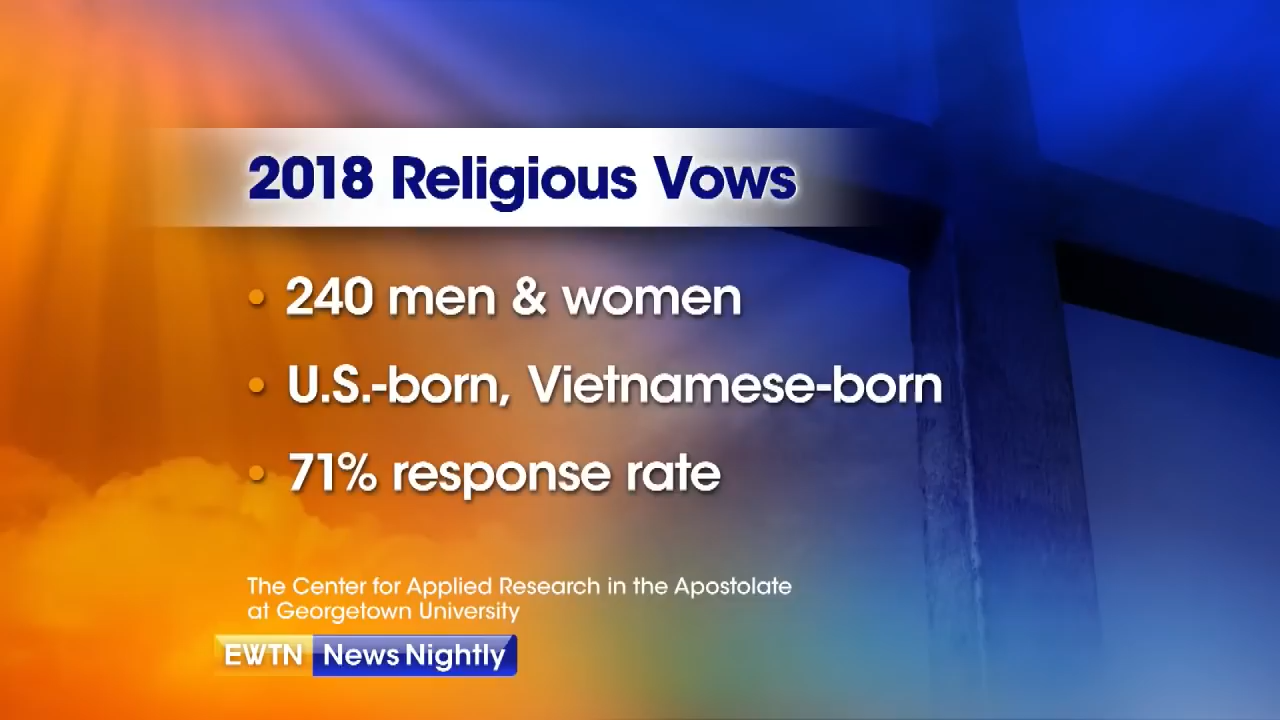 2018 Religious Vows
• 240 men & women
• U.S.-born, Vietnamese-born
• 71% response rate
The Center for Applied Research in the Apostolate
at Georgetown University
EWTN News Nightly